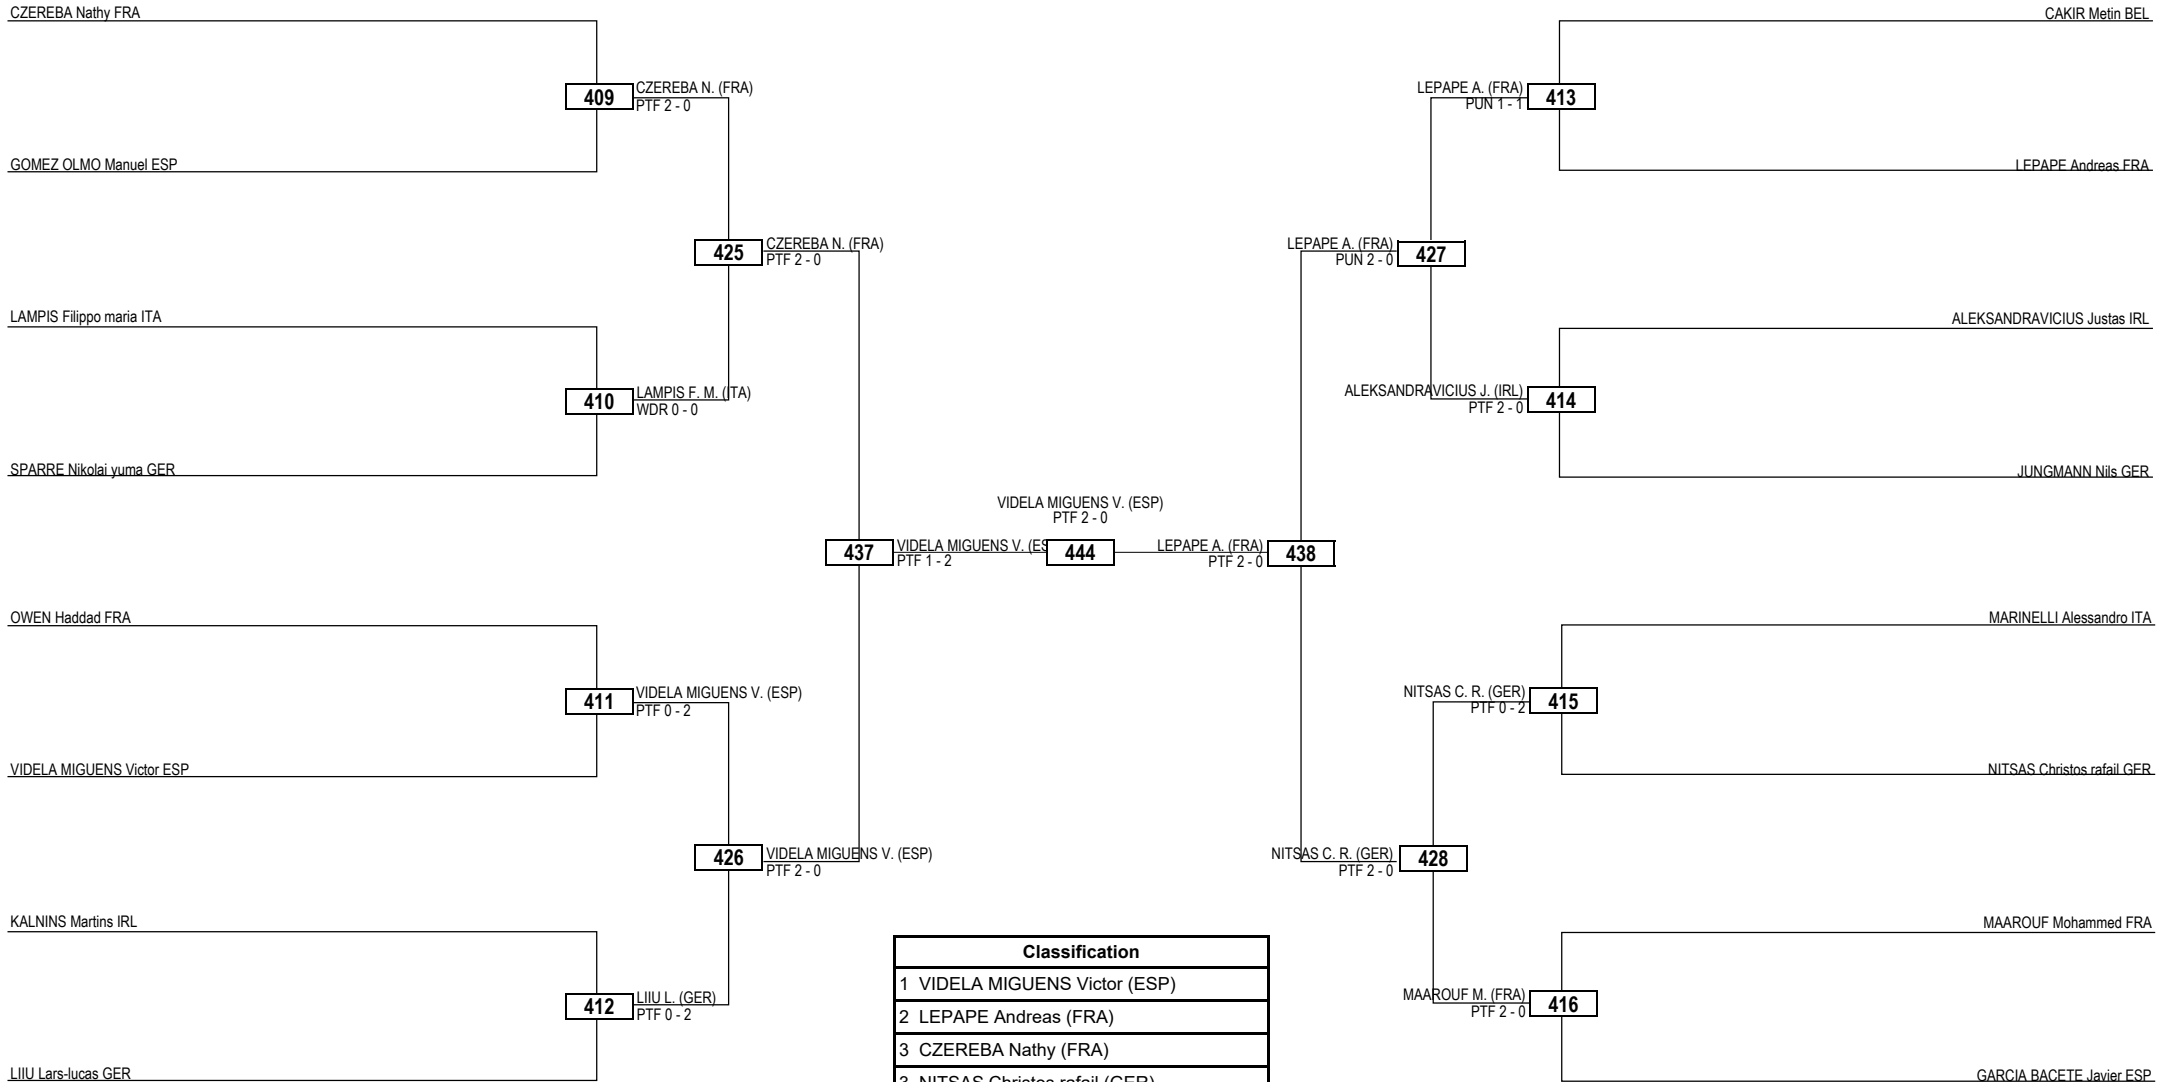 CZEREBA Nathy FRA
CAKIR Metin BEL
409
CZEREBA N. (FRA)
PTF 2 - 0
LEPAPE A. (FRA)
PUN 1 - 1
413
GOMEZ OLMO Manuel ESP
LEPAPE Andreas FRA
425
CZEREBA N. (FRA)
PTF 2 - 0
LEPAPE A. (FRA)
PUN 2 - 0
427
LAMPIS Filippo maria ITA
ALEKSANDRAVICIUS Justas IRL
410
LAMPIS F. M. (ITA)
WDR 0 - 0
ALEKSANDRAVICIUS J. (IRL)
PTF 2 - 0
414
SPARRE Nikolai yuma GER
JUNGMANN Nils GER
VIDELA MIGUENS V. (ESP)
PTF 2 - 0
437
VIDELA MIGUENS V. (ES
PTF 1 - 2
444
LEPAPE A. (FRA)
PTF 2 - 0
438
OWEN Haddad FRA
MARINELLI Alessandro ITA
411
VIDELA MIGUENS V. (ESP)
PTF 0 - 2
NITSAS C. R. (GER)
PTF 0 - 2
415
VIDELA MIGUENS Victor ESP
NITSAS Christos rafail GER
426
VIDELA MIGUENS V. (ESP)
PTF 2 - 0
NITSAS C. R. (GER)
PTF 2 - 0
428
KALNINS Martins IRL
MAAROUF Mohammed FRA
412
LIIU L. (GER)
PTF 0 - 2
MAAROUF M. (FRA)
PTF 2 - 0
416
LIIU Lars-lucas GER
GARCIA BACETE Javier ESP
Classification
1 VIDELA MIGUENS Victor (ESP)
2 LEPAPE Andreas (FRA)
3 CZEREBA Nathy (FRA)
3 NITSAS Christos rafail (GER)